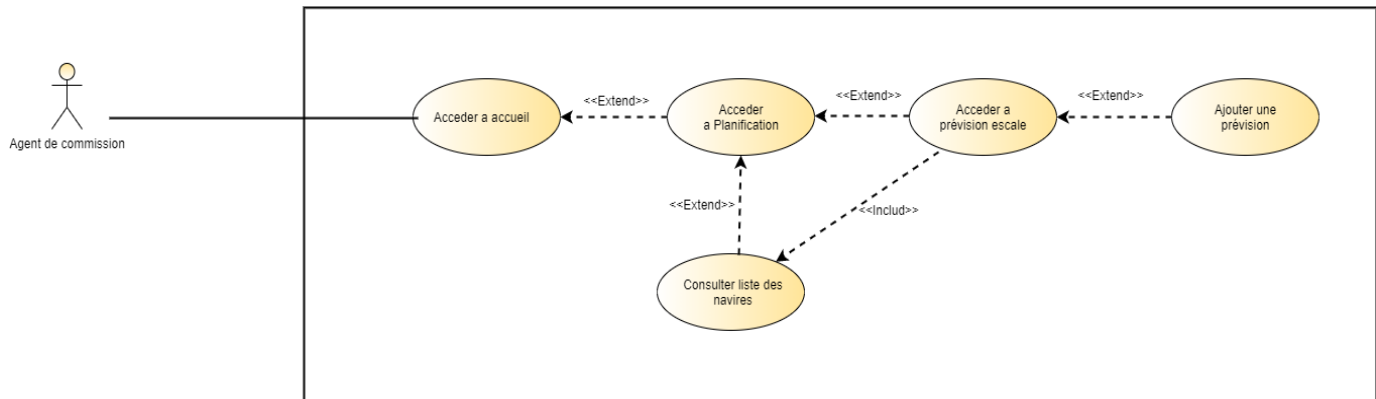 Agent de commission
Acceder a accueil
<<Extend>>
Acceder
a Planification
<<Extend>>
Acceder a
prévision escale
<<Extend>>
Ajouter une
prévision
<<Extend>>
<<Includ>>
Consulter liste des
navires